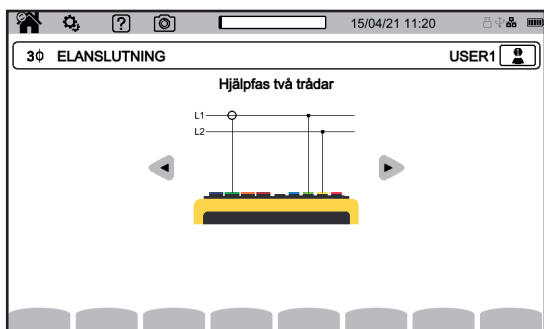 ? 15/04/21 11:20
3ϕ ELANSLUTNING USER1
Hjälpfas två trådar
L1
L2